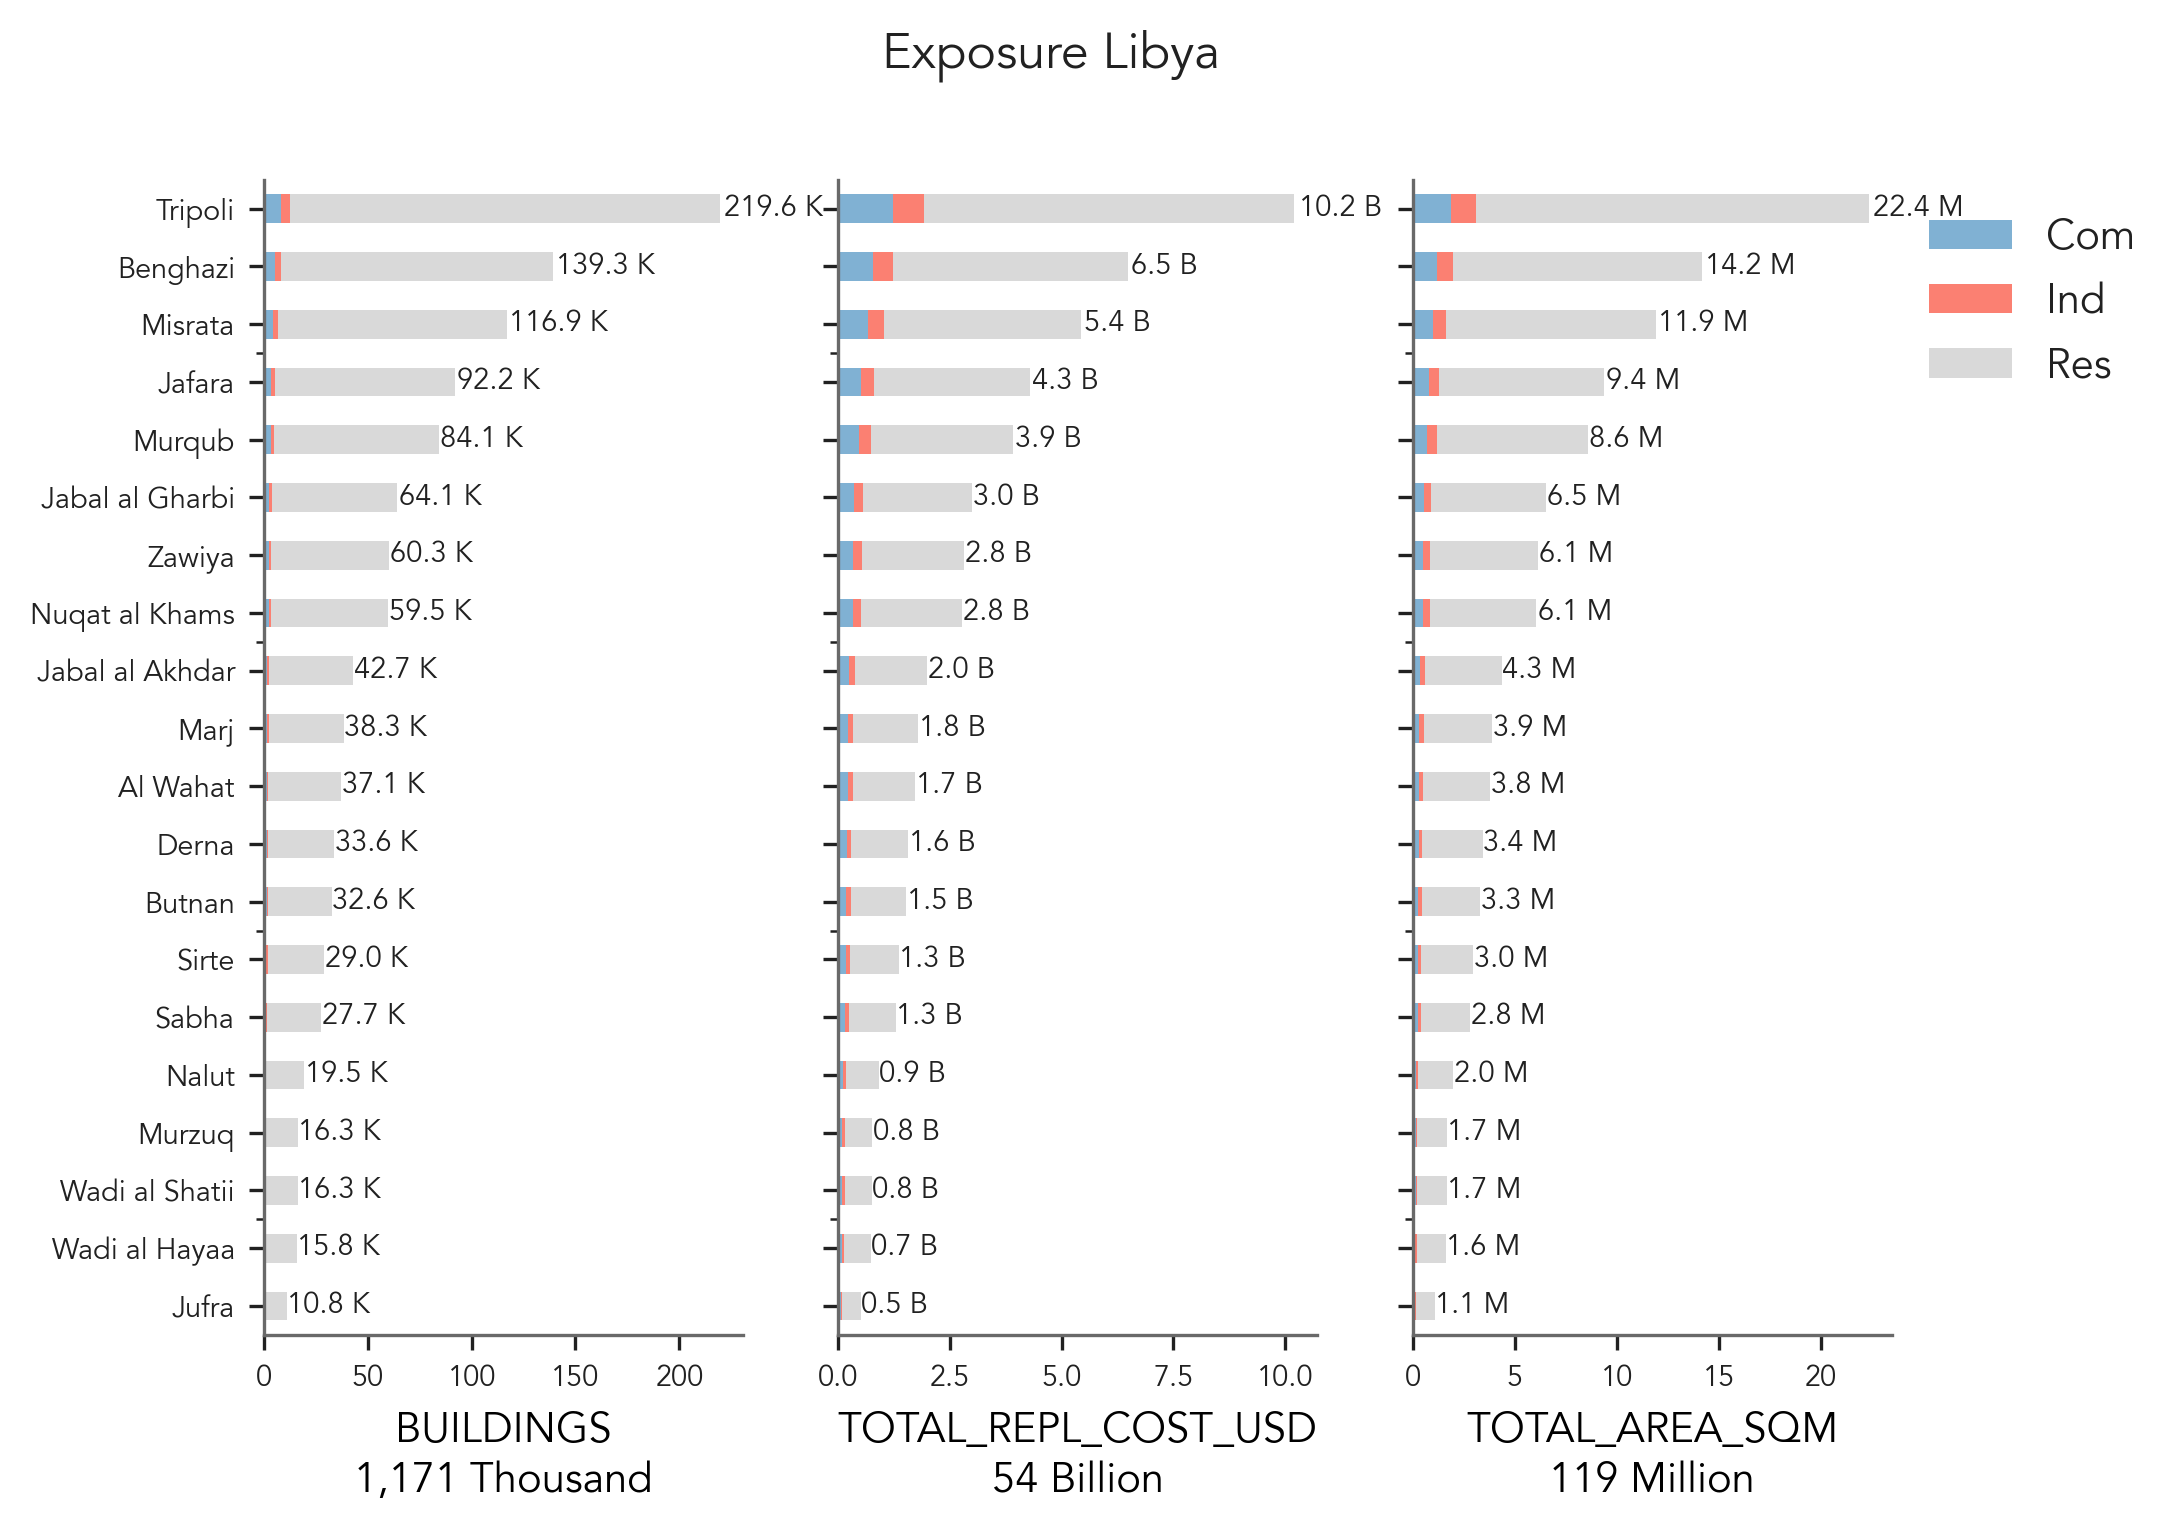 Exposure Libya
Tripoli 219.6 K 10.2 B 22.4 M
Com
Benghazi 139.3 K 6.5 B 14.2 M
Ind
Misrata 116.9 K 5.4 B 11.9 M
Res
Jafara 92.2 K 4.3 B 9.4 M
Murqub 84.1 K 3.9 B 8.6 M
Jabal al Gharbi 64.1 K 3.0 B 6.5 M
Zawiya 60.3 K 2.8 B 6.1 M
Nuqat al Khams 59.5 K 2.8 B 6.1 M
Jabal al Akhdar 42.7 K 2.0 B 4.3 M
Marj 38.3 K 1.8 B 3.9 M
Al Wahat 37.1 K 1.7 B 3.8 M
Derna 33.6 K 1.6 B 3.4 M
Butnan 32.6 K 1.5 B 3.3 M
Sirte 29.0 K 1.3 B 3.0 M
Sabha 27.7 K 1.3 B 2.8 M
Nalut 19.5 K 0.9 B 2.0 M
Murzuq 16.3 K 0.8 B 1.7 M
Wadi al Shatii 16.3 K 0.8 B 1.7 M
Wadi al Hayaa 15.8 K 0.7 B 1.6 M
Jufra 10.8 K 0.5 B 1.1 M
0 50 100 150 200 0.0 2.5 5.0 7.5 10.0 0 5 10 15 20
BUILDINGS TOTAL_REPL_COST_USD TOTAL_AREA_SQM
1,171 Thousand 54 Billion 119 Million